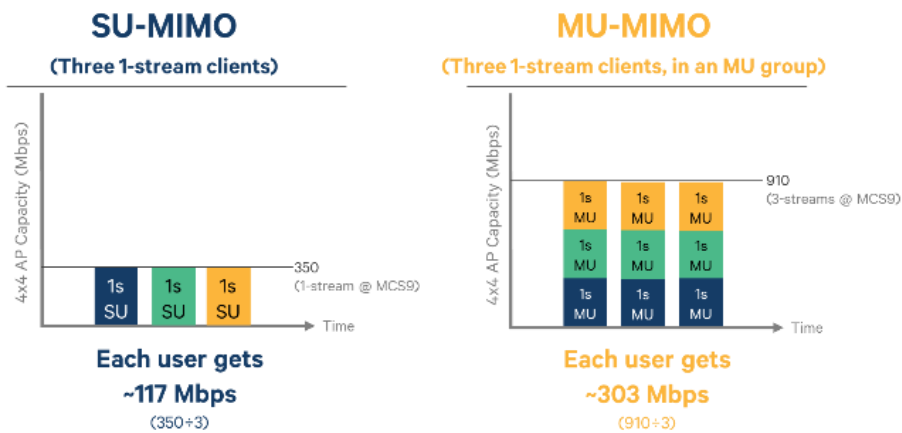 SU-MIMO
(Three 1-stream clients)
4x4 AP Capacity (Mbps)
350
(1-stream @ MCS9)
1s
SU
1s
SU
1s
SU
Time
Each user gets
~117 Mbps
(350÷3)
MU-MIMO
(Three 1-stream clients, in an MU group)
4x4 AP Capacity (Mbps)
910
(3-streams @ MCS9)
1s
MU
1s
MU
1s
MU
1s
MU
1s
MU
1s
MU
1s
MU
1s
MU
1s
MU
Time
Each user gets
~303 Mbps
(910÷3)